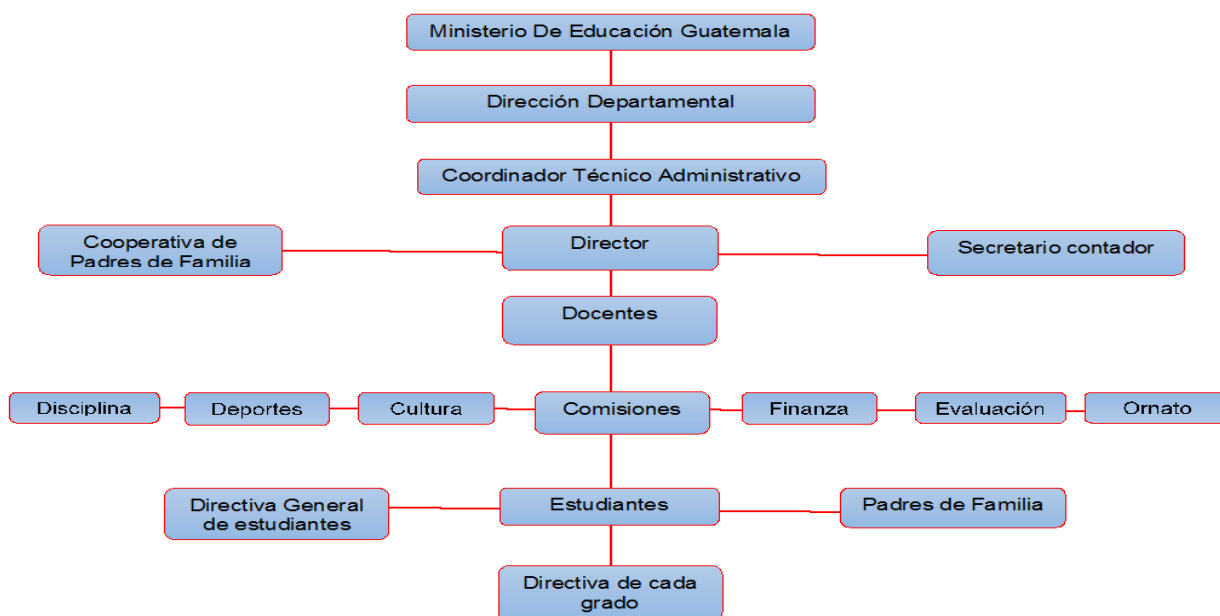 Ministerio De Educación Guatemala
Dirección Departamental
Coordinador Técnico Administrativo
Cooperativa de
Padres de Familia
Director
Secretario contador
Docentes
Disciplina
Deportes
Cultura
Comisiones
Finanza
Evaluación
Ornato
Directiva General
de estudiantes
Estudiantes
Padres de Familia
Directiva de cada
grado